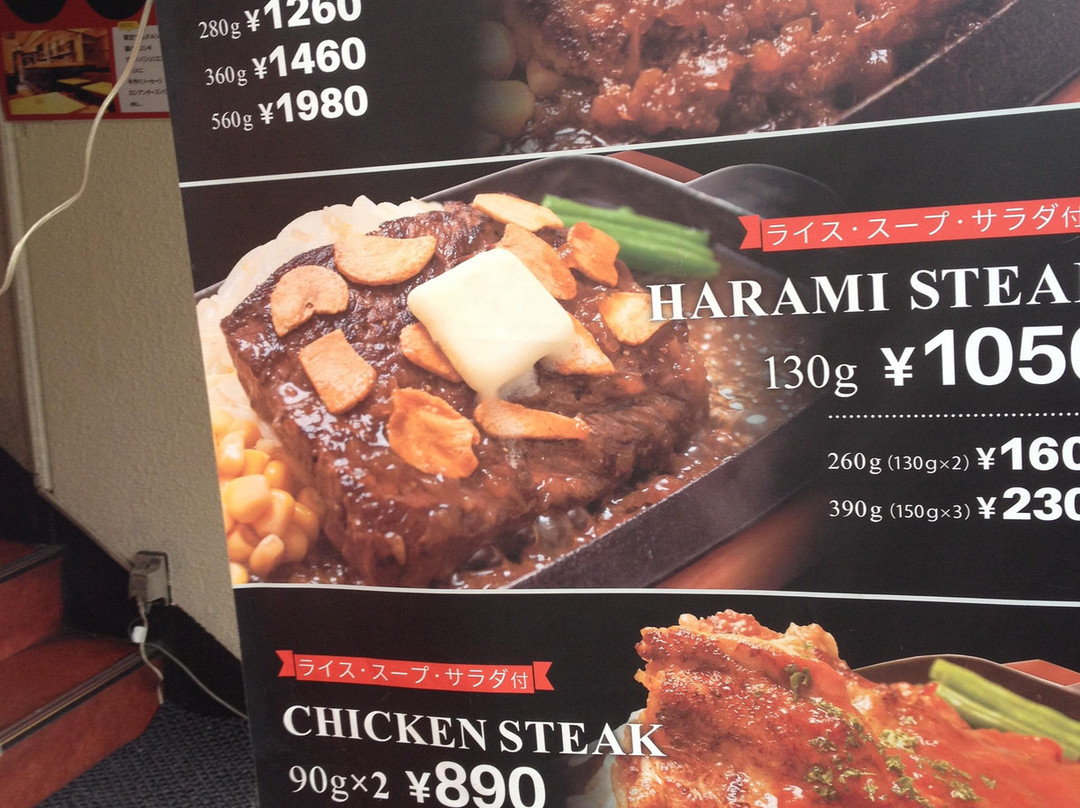 280g ¥1260
360g ¥1460
560g ¥1980
ライス・スープ・サラダ付
HARAMI STEAK
130g ¥1050
260g (130g×2) ¥160
390g (150g×3) ¥230
ライス・スープ・サラダ付
CHICKEN STEAK
90g×2 ¥890